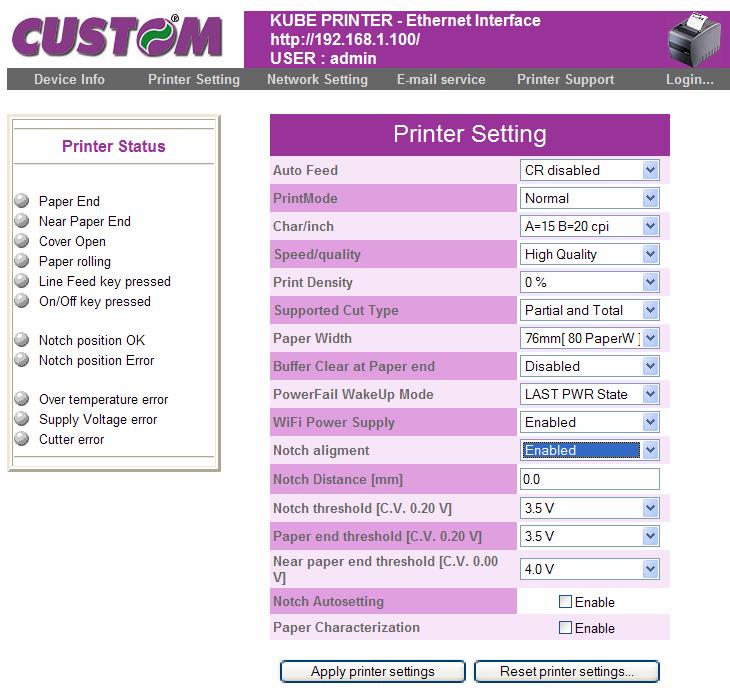 CUSTOM®
KUBE PRINTER - Ethernet Interface
http://192.168.1.100/
USER : admin
Device Info Printer Setting Network Setting E-mail service Printer Support Login...
Printer Status
Paper End
Near Paper End
Cover Open
Paper rolling
Line Feed key pressed
On/Off key pressed
Notch position OK
Notch position Error
Over temperature error
Supply Voltage error
Cutter error
Printer Setting
Auto Feed CR disabled
PrintMode Normal
Char/inch A=15 B=20 cpi
Speed/quality High Quality
Print Density 0 %
Supported Cut Type Partial and Total
Paper Width 76mm[ 80 PaperW ]
Buffer Clear at Paper end Disabled
PowerFail WakeUp Mode LAST PWR State
WiFi Power Supply Enabled
Notch aligment Enabled
Notch Distance [mm] 0.0
Notch threshold [C.V. 0.20 V] 3.5 V
Paper end threshold [C.V. 0.20 V] 3.5 V
Near paper end threshold [C.V. 0.00
V] 4.0 V
Notch Autosetting Enable
Paper Characterization Enable
Apply printer settings Reset printer settings...